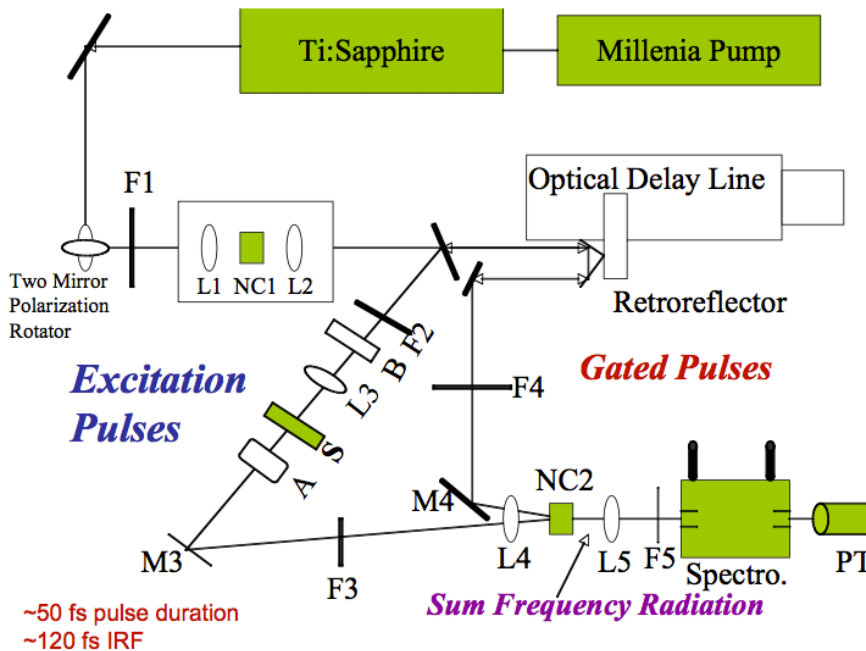 Ti:Sapphire
Millenia Pump
Optical Delay Line
F1
L1
NC1
L2
Two Mirror
Polarization
Rotator
Retroreflector
F2
B
L3
S
A
Excitation
Pulses
Gated Pulses
F4
M4
NC2
L4
L5
F5
Spectro.
PT
M3
F3
Sum Frequency Radiation
~50 fs pulse duration
~120 fs IRF